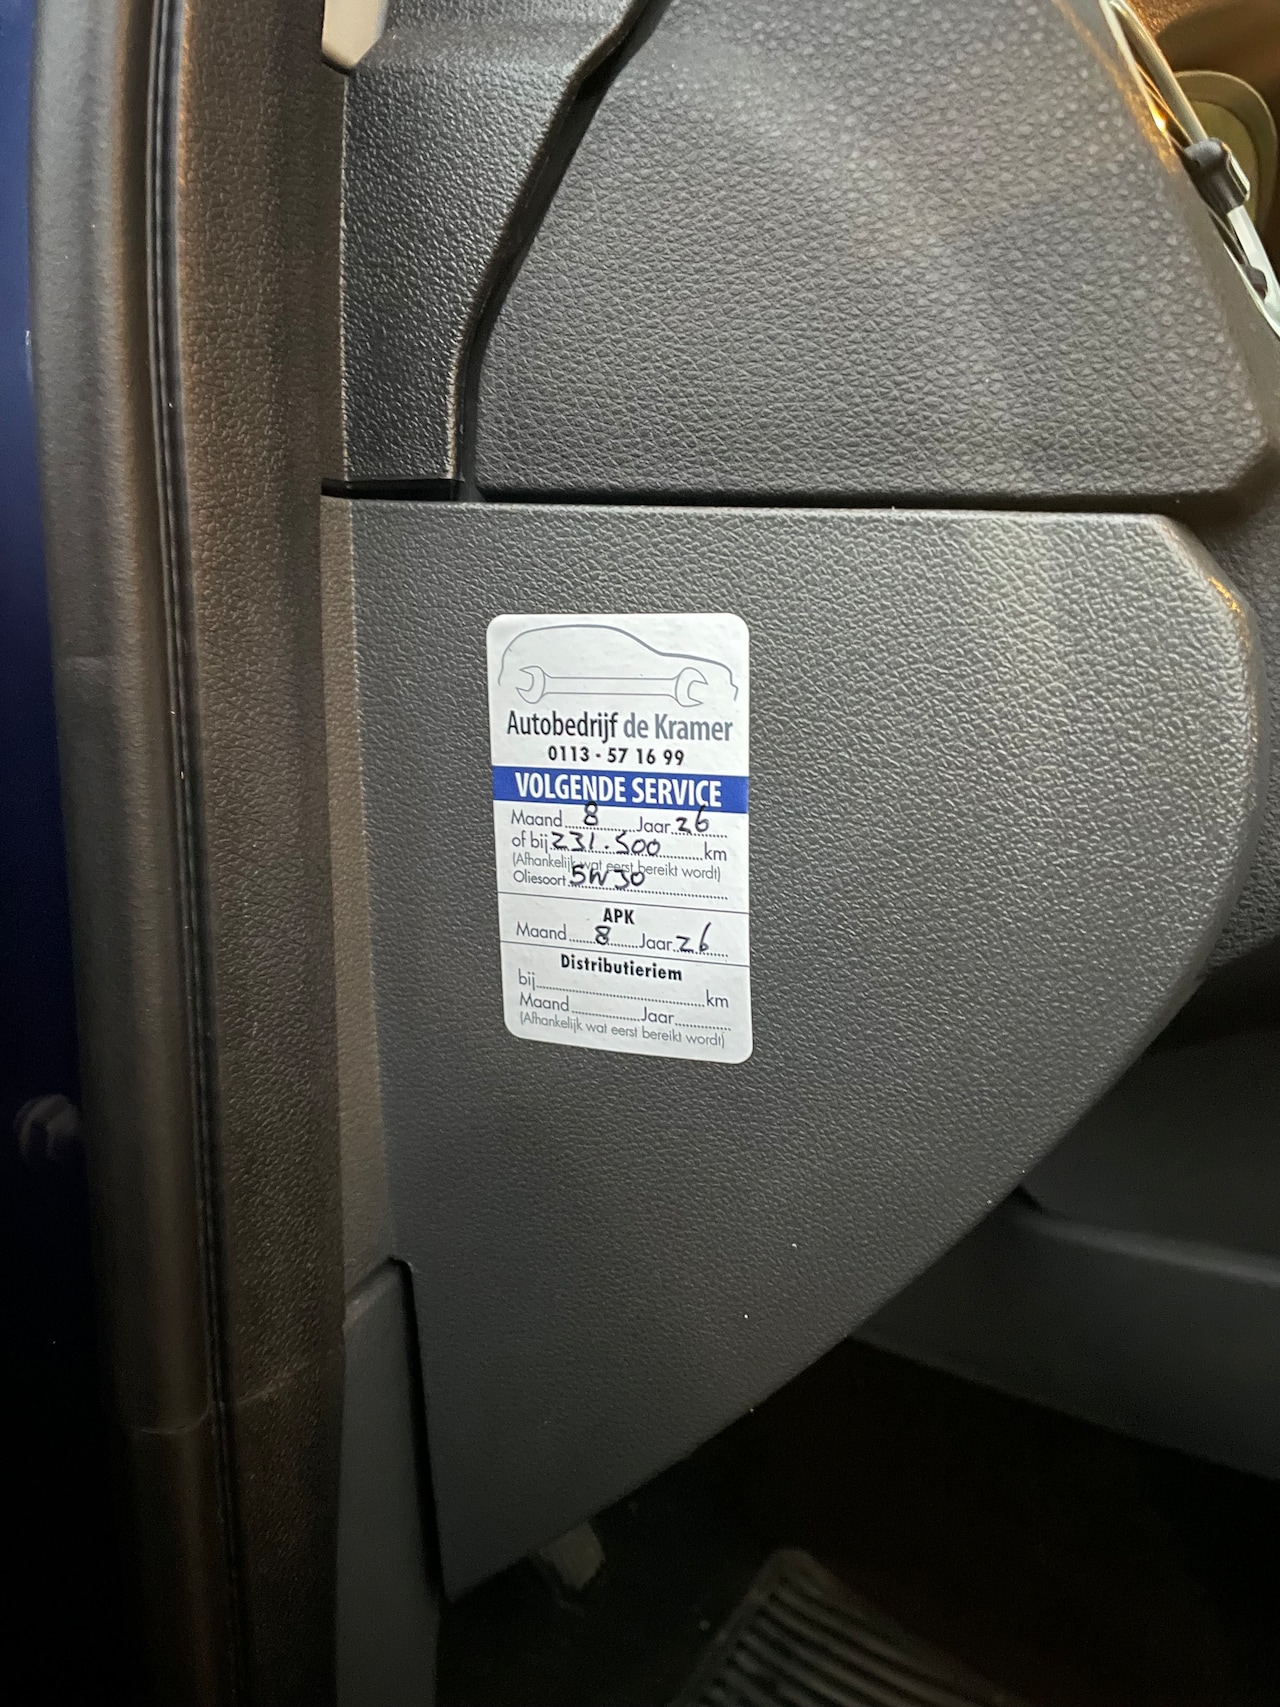 Autobedrijf de Kramer
0113 - 57 16 99
VOLGENDE SERVICE
Maand 8 Jaar 26
of bij 231.500 km
(Afhankelijk wat eerst bereikt wordt)
Oliesoort 5W30
APK
Maand 8 Jaar 26
Distributieriem
bij km
Maand Jaar
(Afhankelijk wat eerst bereikt wordt)